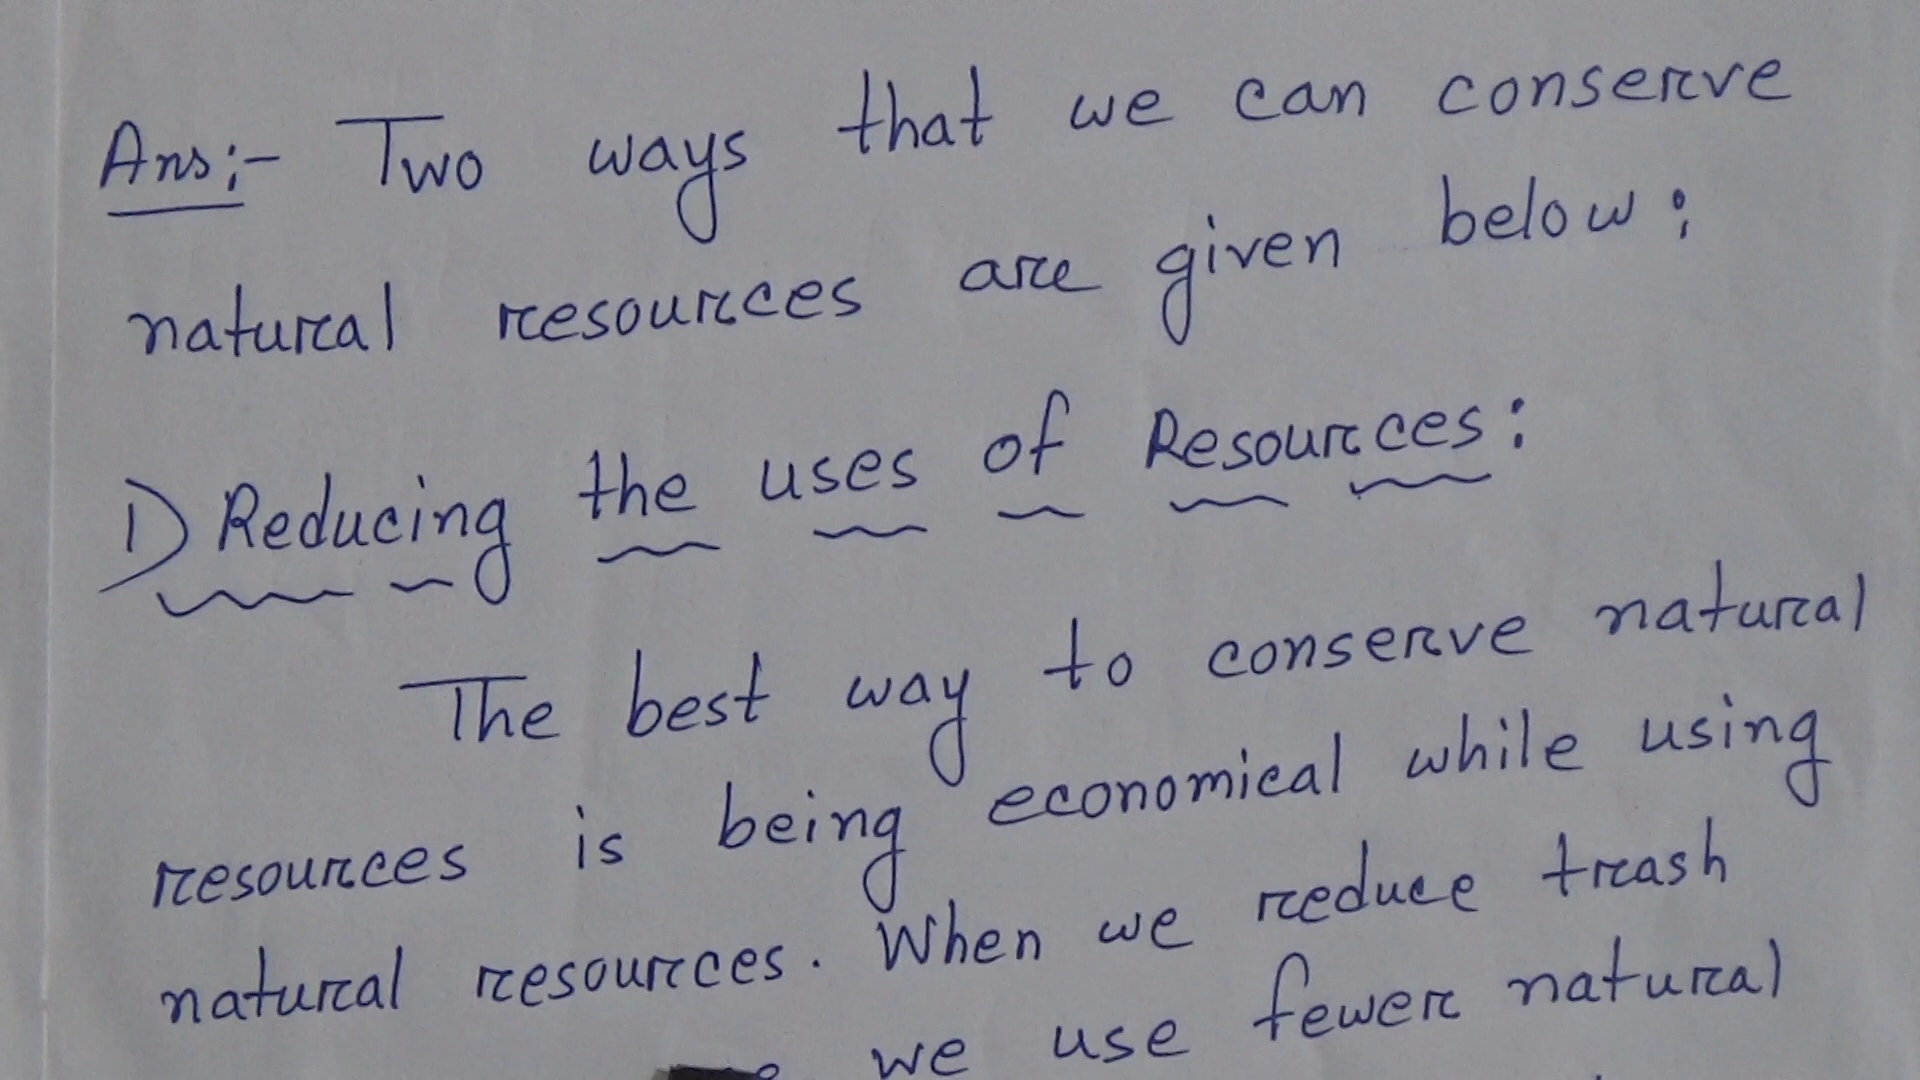 Ans:- Two ways that we can conserve
natural resources are given below:
1) Reducing the uses of Resources:
The best way to conserve natural
resources is being economical while using
natural resources. When we reduce trash
we use fewer natural